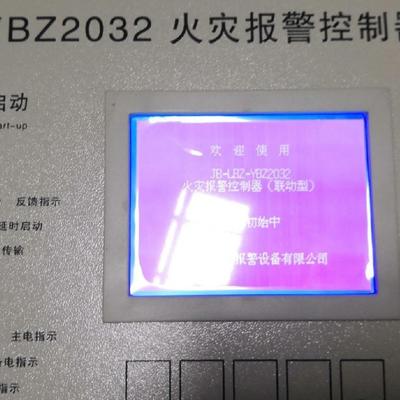 YBZ2032 火灾报警控制器
启动
art-up
反馈指示
延时启动
传输
欢迎使用
JB-LBZ-YBZ2032
火灾报警控制器（联动型）
初始中
报警设备有限公司
主电指示
备电指示
指示